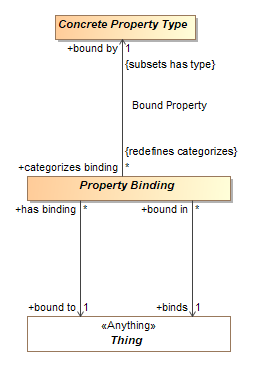 Concrete Property Type
+bound by 1
{subsets has type}
Bound Property
{redefines categorizes}
+categorizes binding *
Property Binding
+has binding * +bound in *
+bound to 1 +binds 1
«Anything»
Thing